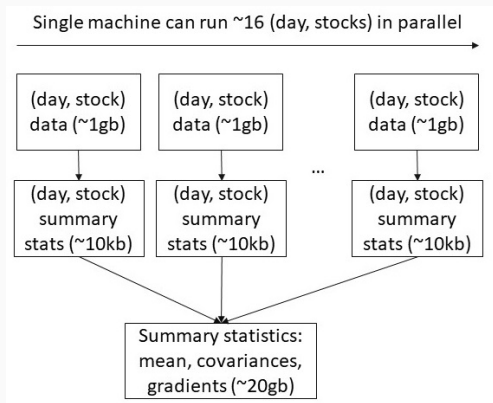 Single machine can run ~16 (day, stocks) in parallel
(day, stock)
data (~1gb)
(day, stock)
data (~1gb)
(day, stock)
data (~1gb)
...
(day, stock)
summary
stats (~10kb)
(day, stock)
summary
stats (~10kb)
(day, stock)
summary
stats (~10kb)
Summary statistics:
mean, covariances,
gradients (~20gb)